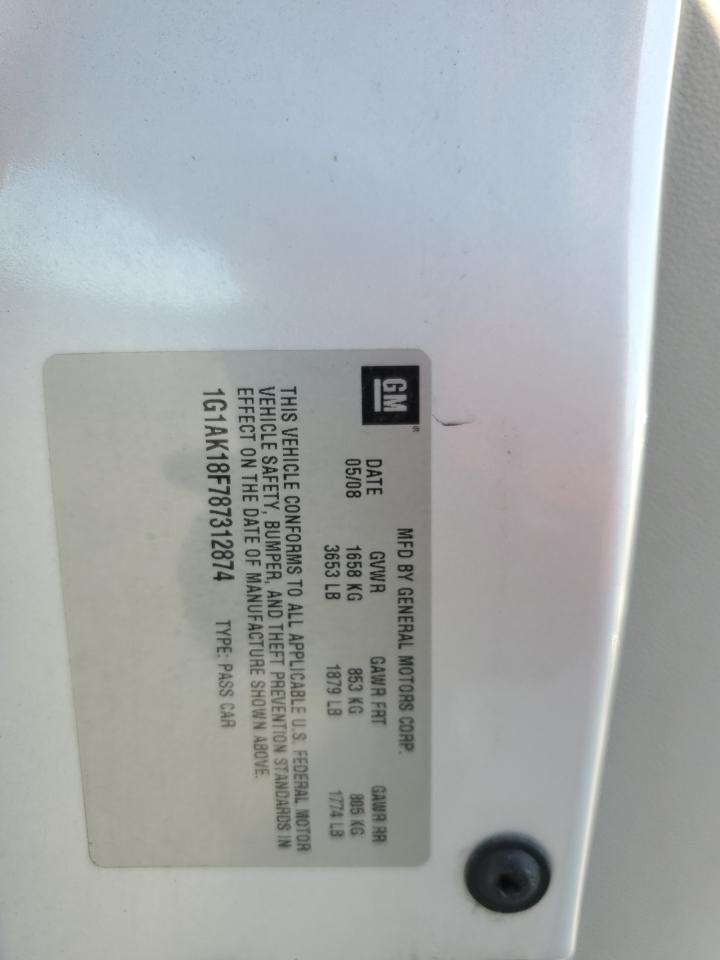 GM®
MFD BY GENERAL MOTORS CORP.
DATE GVWR GAWR FRT GAWR RR
05/08 1658 KG 853 KG 805 KG
3653 LB 1879 LB 1774 LB
THIS VEHICLE CONFORMS TO ALL APPLICABLE U.S. FEDERAL MOTOR
VEHICLE SAFETY, BUMPER, AND THEFT PREVENTION STANDARDS IN
EFFECT ON THE DATE OF MANUFACTURE SHOWN ABOVE.
1G1AK18F787312874 TYPE: PASS CAR